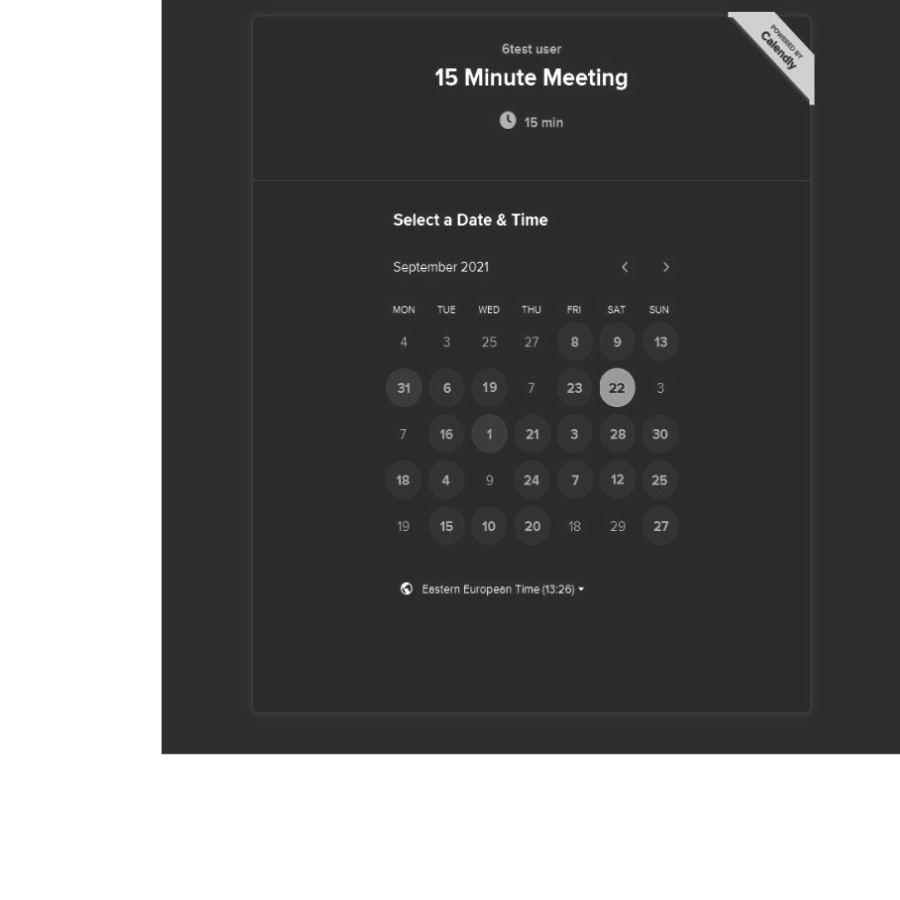 POWERED BY
Calendly
6test user
15 Minute Meeting
15 min
Select a Date & Time
September 2021
MON TUE WED THU FRI SAT SUN
4 3 25 27 8 9 13
31 6 19 7 23 22 3
7 16 1 21 3 28 30
18 4 9 24 7 12 25
19 15 10 20 18 29 27
Eastern European Time (13:26)